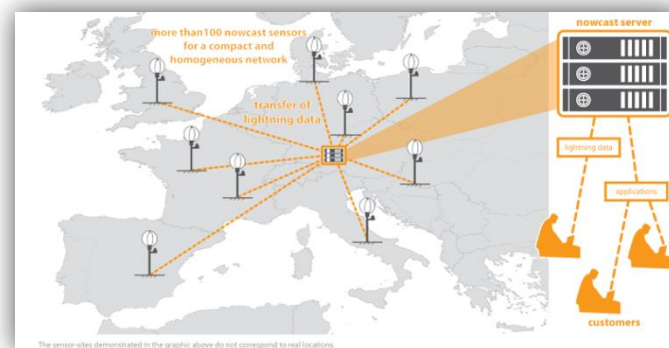 more than100 nowcast sensors
for a compact and
homogeneous network
transfer of
lightning data
nowcast server
lightning data
applications
customers
The sensor-sites demonstrated in the graphic above do not correspond to real locations.